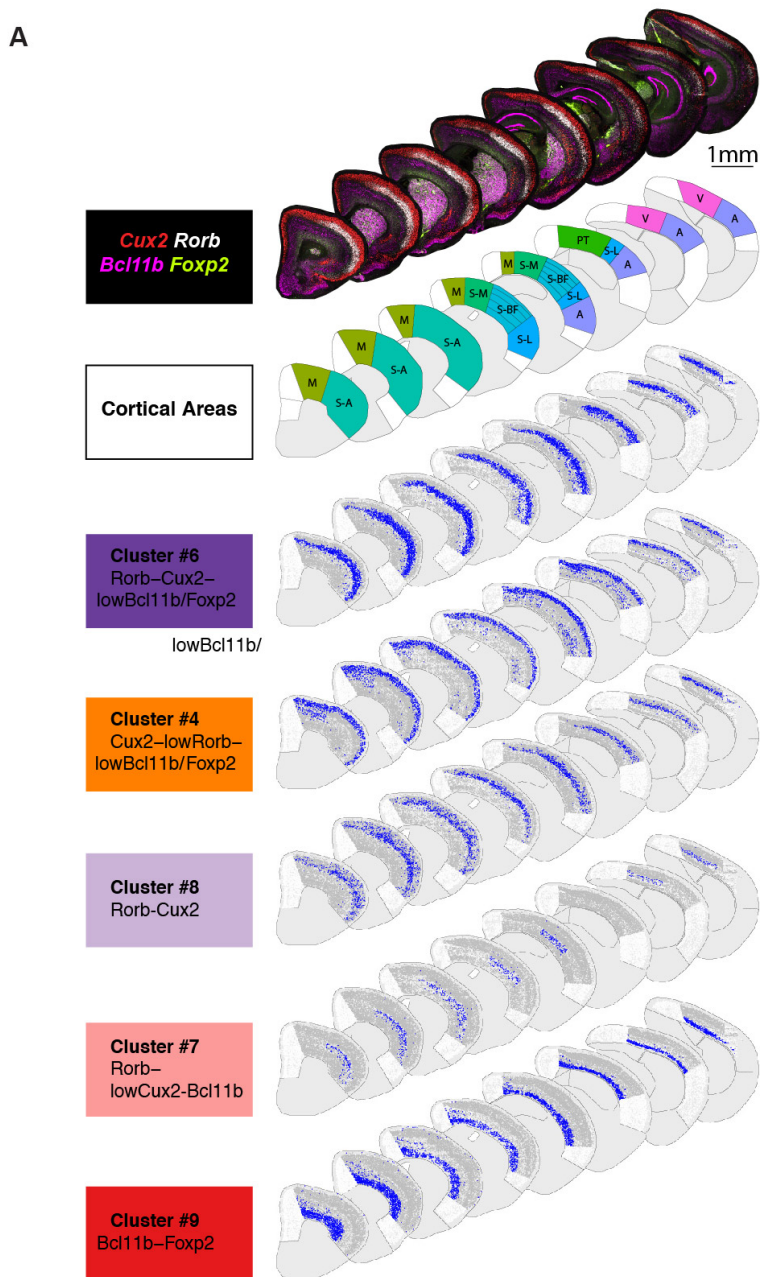 A
1mm
Cux2 Rorb
Bcl11b Foxp2
V
A
V
A
PT
S-L
A
M
S-M
S-BF
S-L
A
M
S-M
S-BF
S-L
M
S-A
M
S-A
M
S-A
Cortical Areas
Cluster #6
Rorb–Cux2–
lowBcl11b/Foxp2
lowBcl11b/
Cluster #4
Cux2–lowRorb–
lowBcl11b/Foxp2
Cluster #8
Rorb-Cux2
Cluster #7
Rorb–
lowCux2-Bcl11b
Cluster #9
Bcl11b–Foxp2